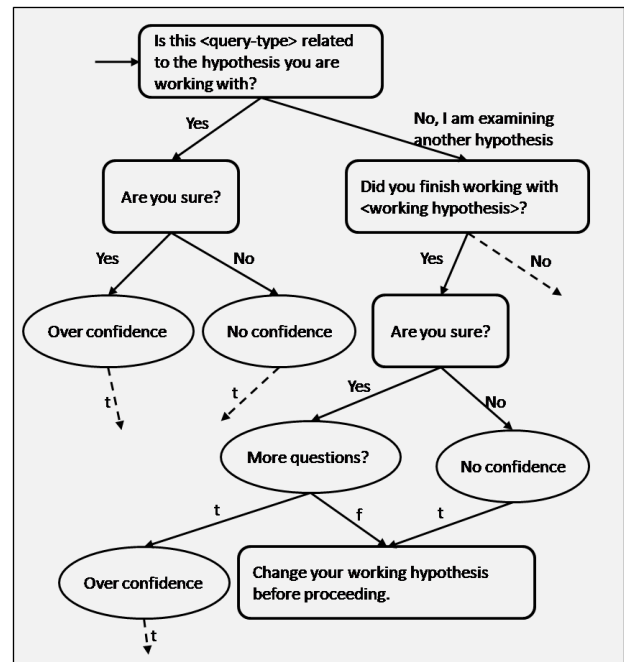 Is this <query-type> related
to the hypothesis you are
working with?
Yes
No, I am examining
another hypothesis
Are you sure?
Did you finish working with
<working hypothesis>?
Yes
No
Yes
No
Over confidence
No confidence
Are you sure?
t
t
Yes
No
More questions?
No confidence
t
f
t
Over confidence
Change your working hypothesis
before proceeding.
t